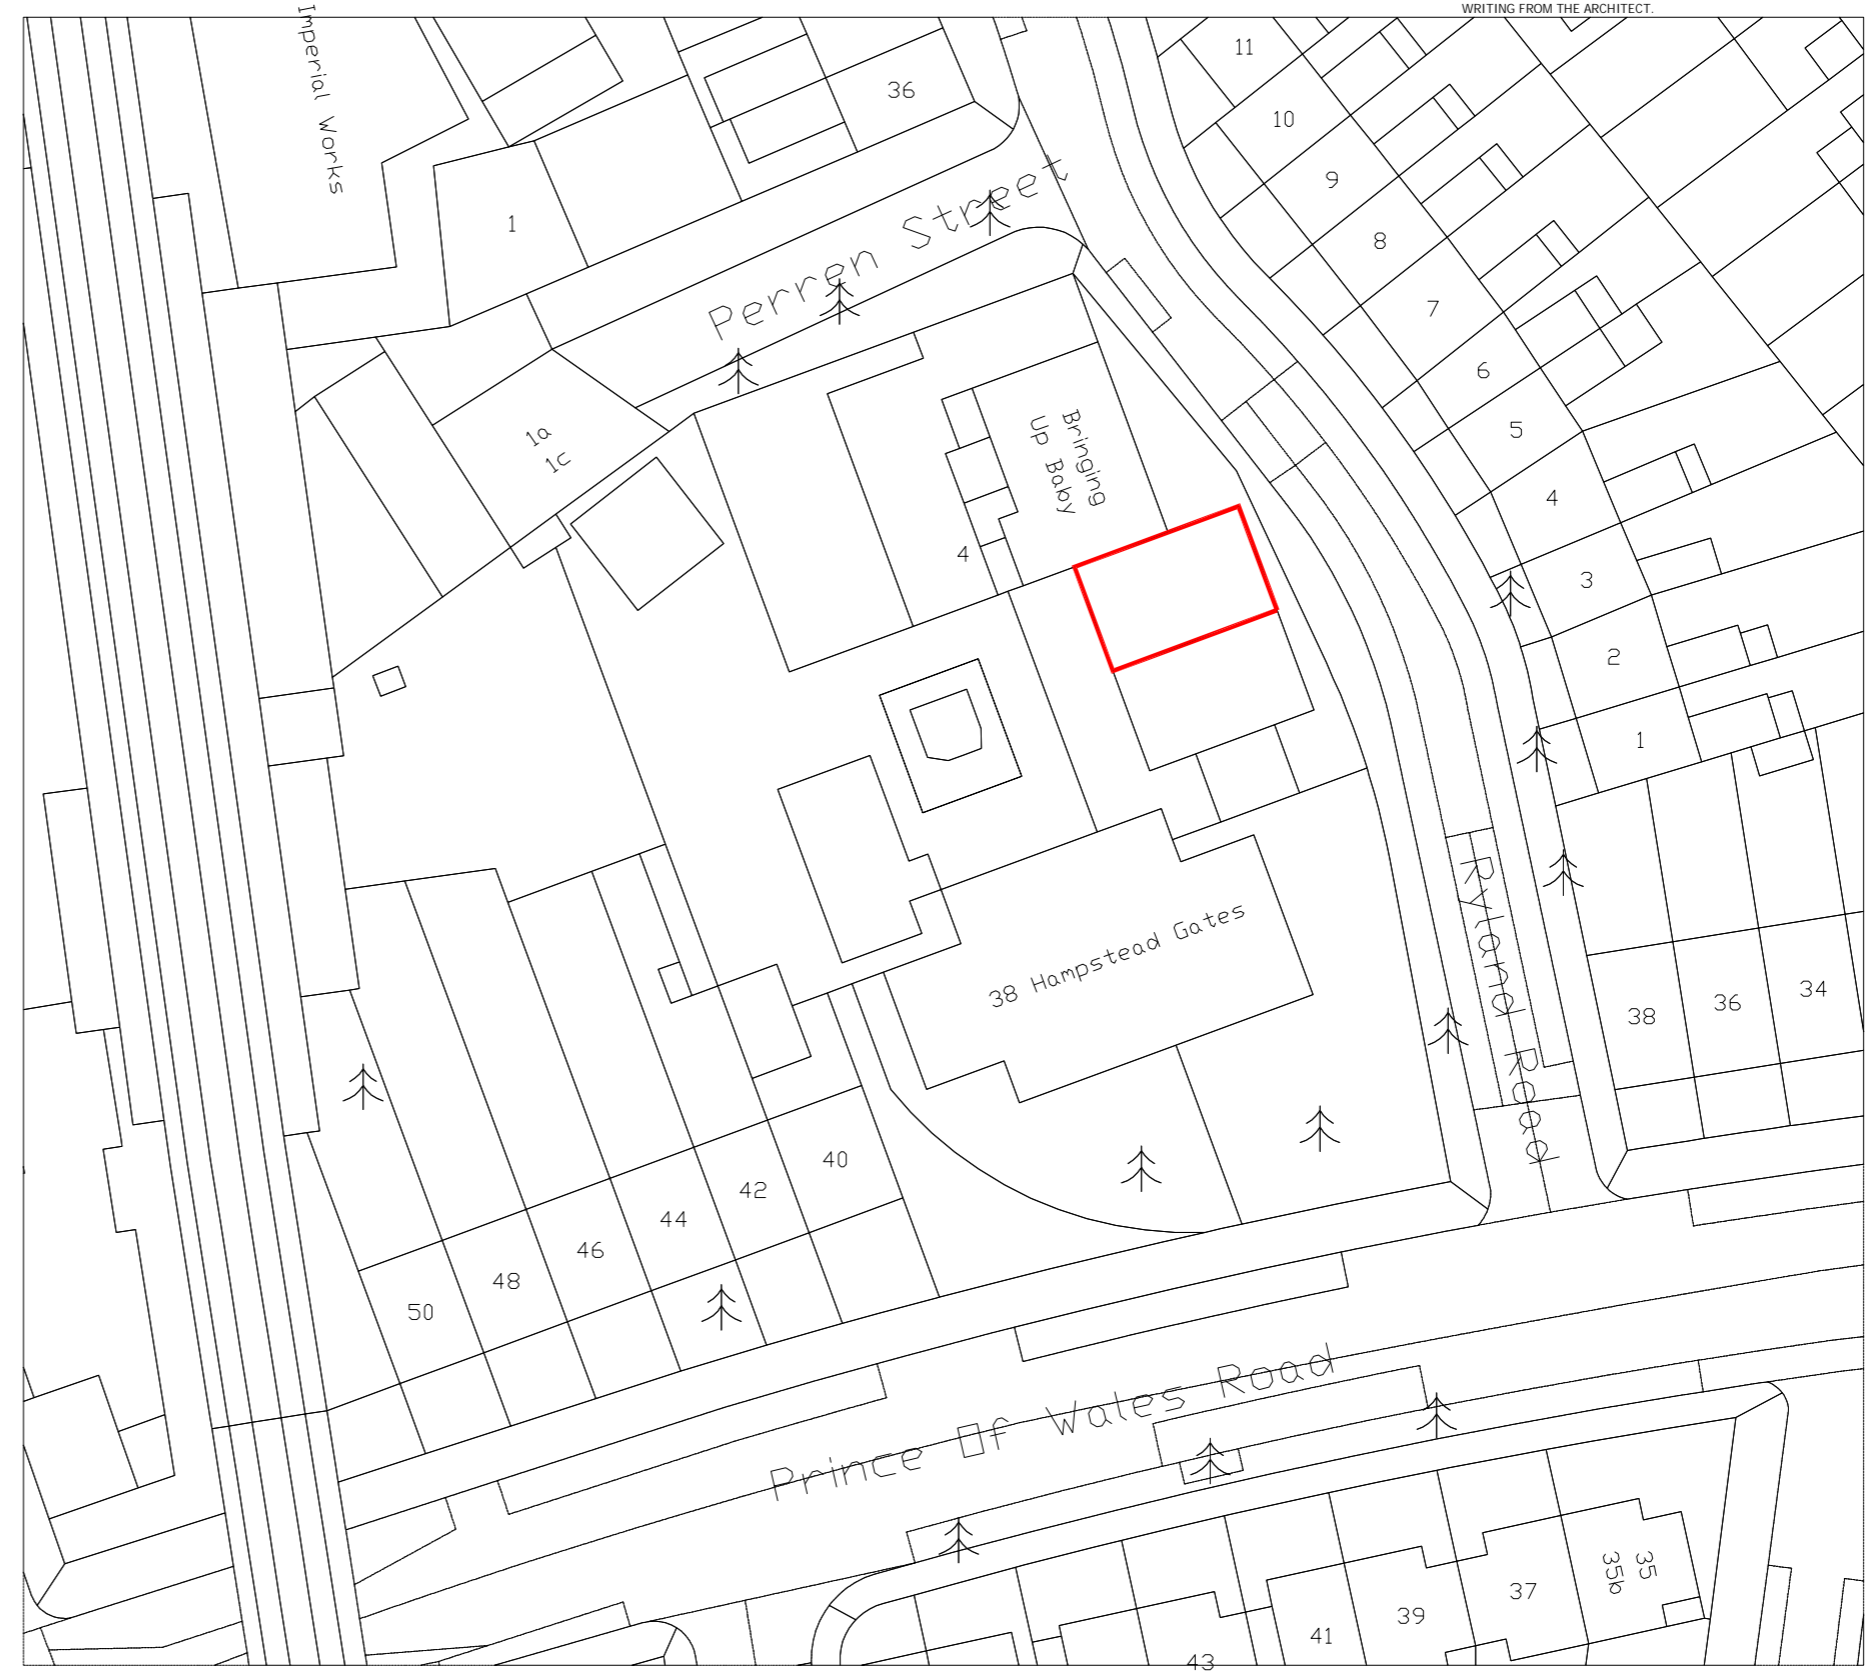 WRITING FROM THE ARCHITECT.
Imperial Works
36
11
10
9
8
7
6
5
4
3
2
1
1
Perren Street
1a
1c
Bringing
Up Baby
4
38 Hampstead Gates
Ryland Road
38
36
34
40
42
44
46
48
50
Prince Of Wales Road
35
35b
37
39
41
43